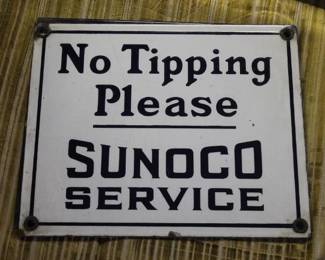 No Tipping
Please
SUNOCO
SERVICE